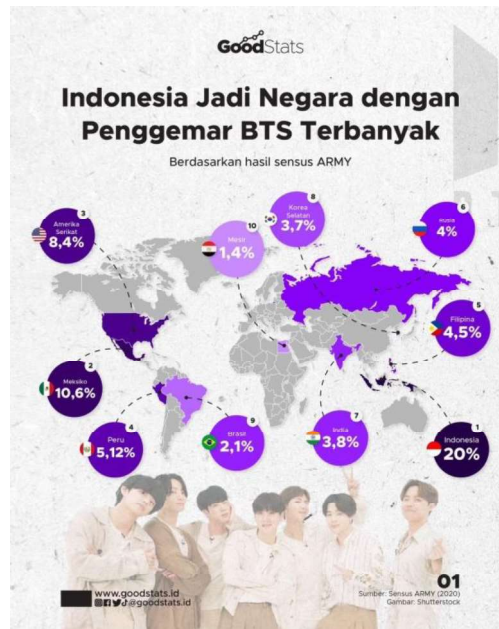 GoodStats
Indonesia Jadi Negara dengan
Penggemar BTS Terbanyak
Berdasarkan hasil sensus ARMY
3
Amerika
Serikat
8,4%
10
Mesir
1,4%
8
Korea
Selatan
3,7%
6
Rusia
4%
2
Meksiko
10,6%
5
Filipina
4,5%
4
Peru
5,12%
9
Brasil
2,1%
7
India
3,8%
1
Indonesia
20%
www.goodstats.id
@goodstats.id
01
Sumber: Sensus ARMY (2020)
Gambar: Shutterstock